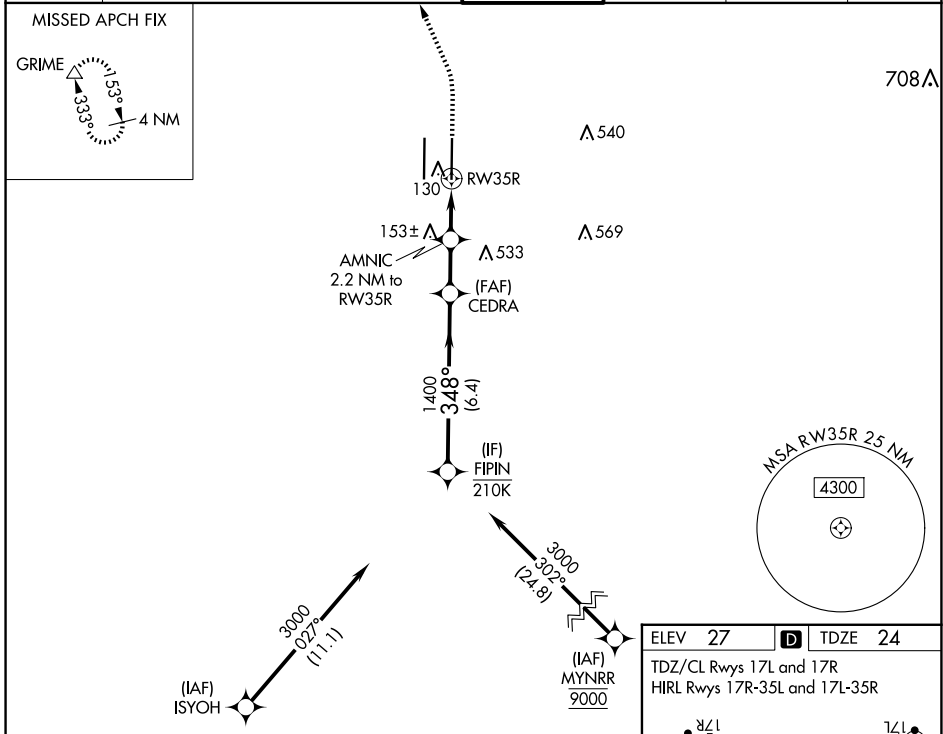 MISSED APCH FIX
GRIME
153°
333°
4 NM
708
540
130
RW35R
153±
569
533
AMNIC
2.2 NM to
RW35R
(FAF)
CEDRA
1400
348°
(6.4)
(IF)
FIPIN
210K
MSA RW35R 25 NM
4300
3000
302°
(24.8)
3000
027°
(11.1)
(IAF)
ISYOH
(IAF)
MYNRR
9000
ELEV 27 D TDZE 24
TDZ/CL Rwys 17L and 17R
HIRL Rwys 17R-35L and 17L-35R
17R
17L